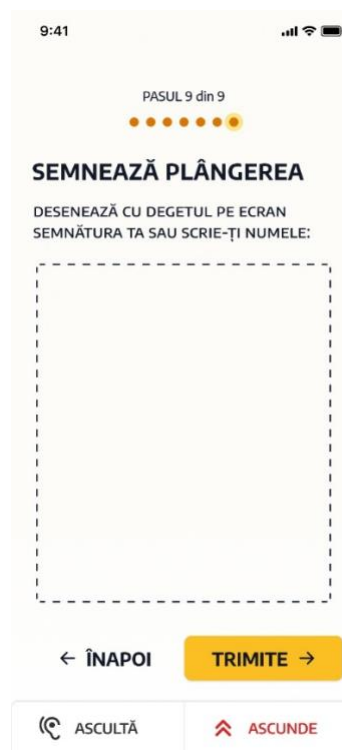 9:41
PASUL 9 din 9
SEMNEAZĂ PLÂNGEREA
DESENEAZĂ CU DEGETUL PE ECRAN
SEMNĂTURA TA SAU SCRIE-ȚI NUMELE:
← ÎNAPOI
TRIMITE →
ASCULTĂ
ASCUNDE